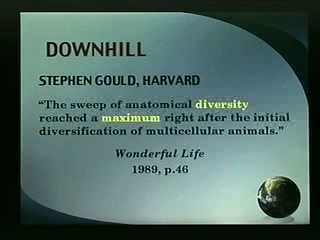 DOWNHILL
STEPHEN GOULD, HARVARD
“The sweep of anatomical diversity
reached a maximum right after the initial
diversification of multicellular animals.”
Wonderful Life
1989, p.46